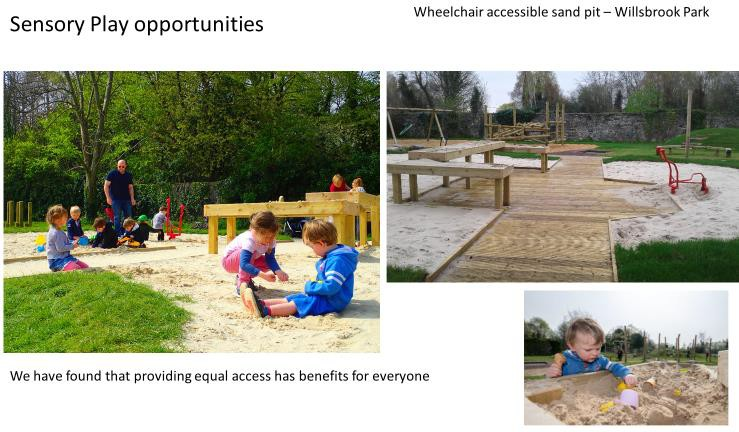 Sensory Play opportunities
Wheelchair accessible sand pit – Willsbrook Park
We have found that providing equal access has benefits for everyone